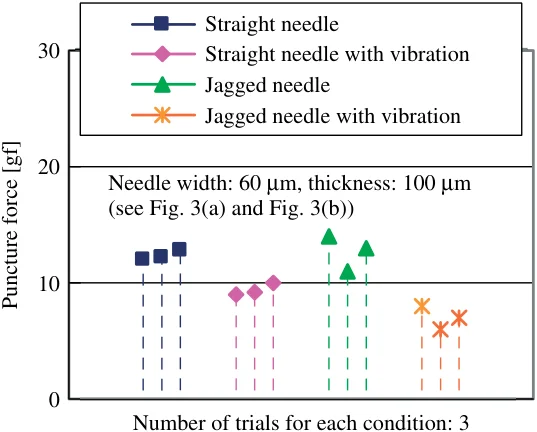 Straight needle
Straight needle with vibration
Jagged needle
Jagged needle with vibration
30
20
10
0
Puncture force [gf]
Needle width: 60 μm, thickness: 100 μm
(see Fig. 3(a) and Fig. 3(b))
Number of trials for each condition: 3